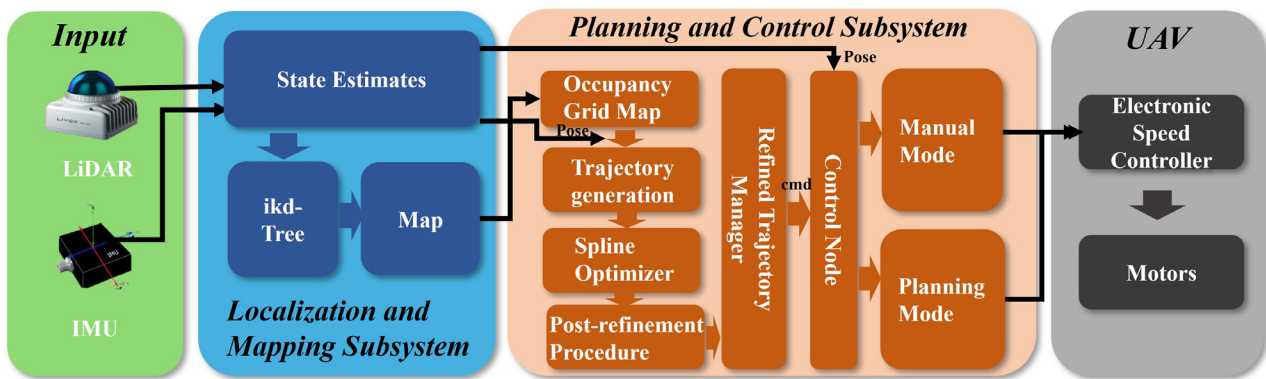 Input
LiDAR
IMU
State Estimates
ikd-
Tree
Map
Localization and
Mapping Subsystem
Planning and Control Subsystem
Pose
Pose
Occupancy
Grid Map
Trajectory
generation
Spline
Optimizer
Post-refinement
Procedure
Refined Trajectory
Manager
cmd
Control Node
Manual
Mode
Planning
Mode
UAV
Electronic
Speed
Controller
Motors